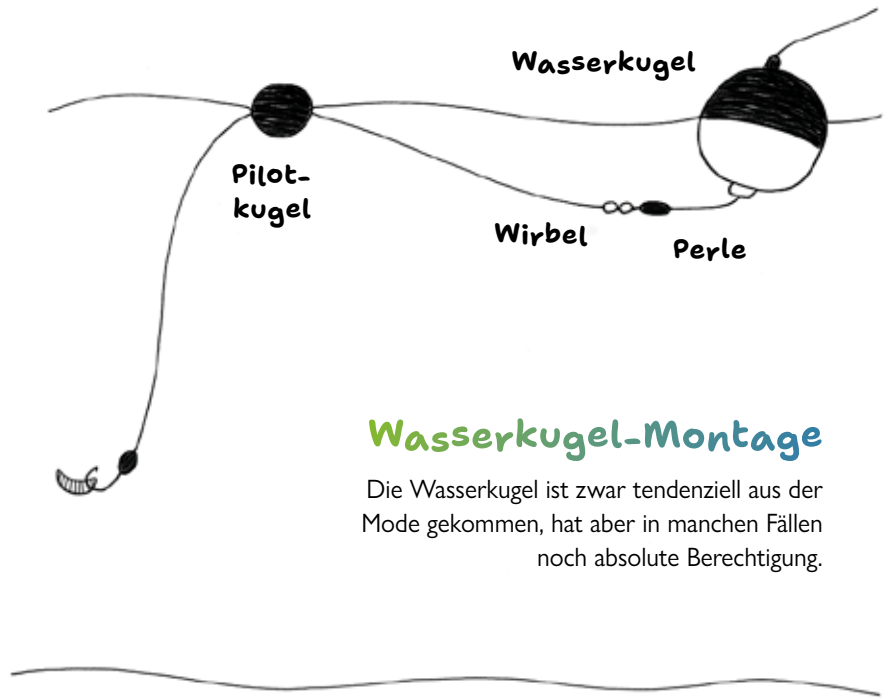 Wasserkugel
Pilot-
kugel
Wirbel
Perle
Wasserkugel-Montage
Die Wasserkugel ist zwar tendenziell aus der
Mode gekommen, hat aber in manchen Fällen
noch absolute Berechtigung.